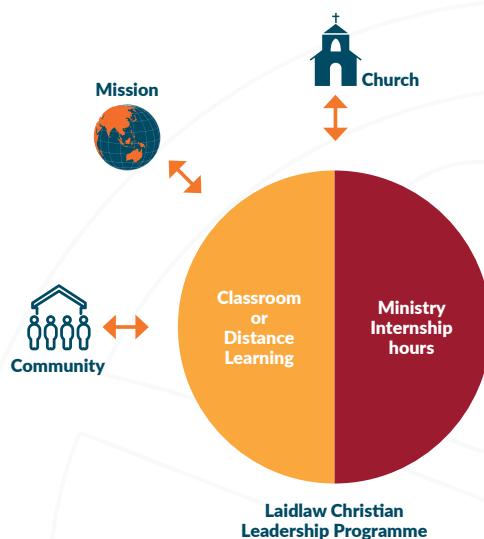 Church
Mission
Classroom
or
Distance
Learning
Ministry
Internship
hours
Community
Laidlaw Christian
Leadership Programme